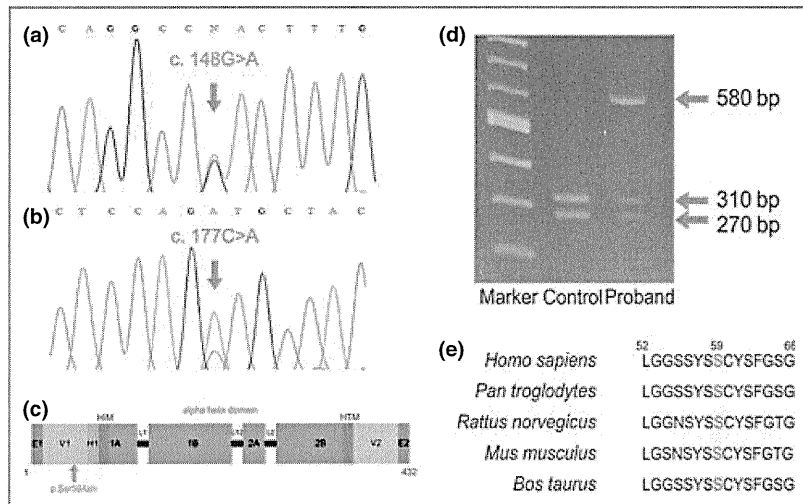 (a)
C A G G C C N A C T T T G
c. 148G>A
(b)
C T C C A G A T G C T A C
c. 177C>A
(c)
HIM
alpha helix domain
HTM
E1 V1 H1 1A L1 1B L12 2A L2 2B V2 E2
1
432
(d)
580 bp
310 bp
270 bp
Marker Control Proband
(e)
52 59 66
Homo sapiens LGGSSYSSCYSFGSG
Pan troglodytes LGGSSYSSCYSFGSG
Rattus norvegicus LGGNSYSSCYSFGTG
Mus musculus LGSNSYSSCYSFGTG
Bos taurus LGGSSYSSCYSFGSG